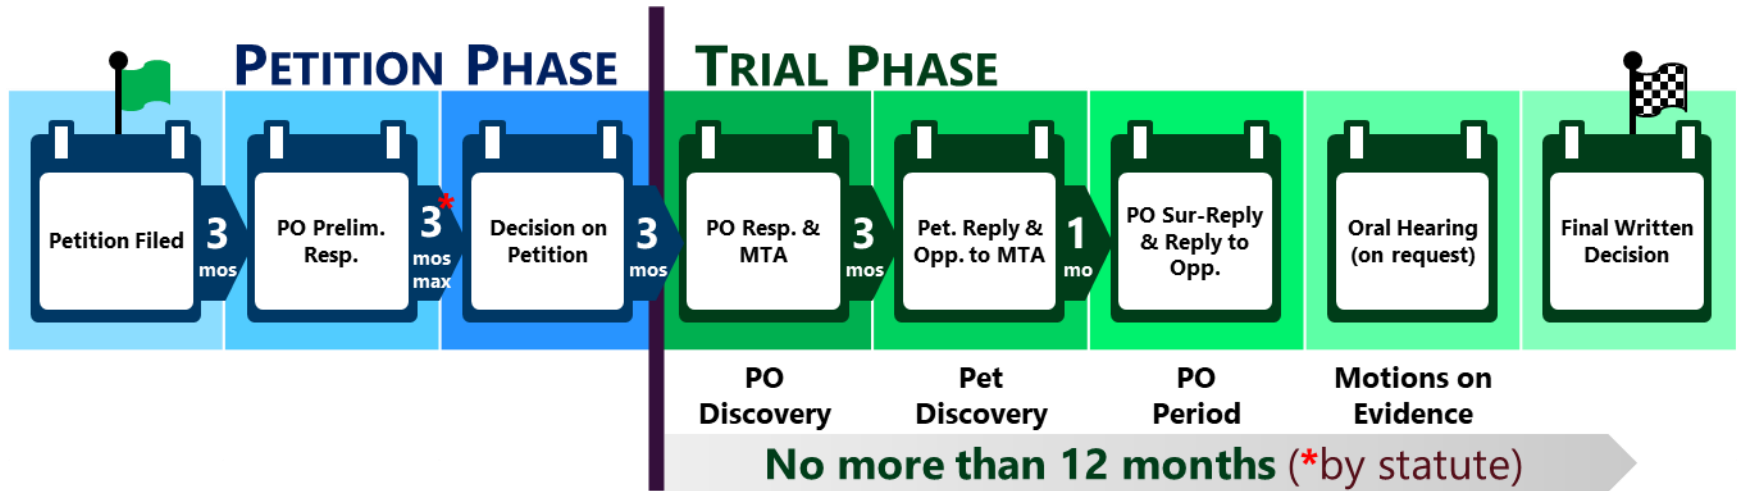 PETITION PHASE
TRIAL PHASE
Petition Filed
3
mos
PO Prelim.
Resp.
3*
mos
max
Decision on
Petition
3
mos
PO Resp. &
MTA
3
mos
Pet. Reply &
Opp. to MTA
1
mo
PO Sur-Reply
& Reply to
Opp.
Oral Hearing
(on request)
Final Written
Decision
PO
Discovery
Pet
Discovery
PO
Period
Motions on
Evidence
No more than 12 months (*by statute)